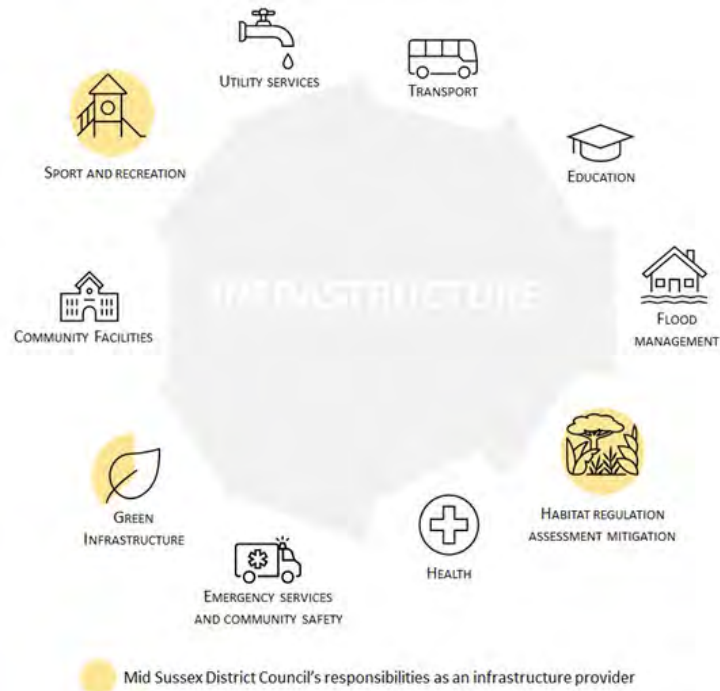 UTILITY SERVICES
TRANSPORT
SPORT AND RECREATION
EDUCATION
INFRASTRUCTURE
FLOOD
MANAGEMENT
COMMUNITY FACILITIES
GREEN
INFRASTRUCTURE
HABITAT REGULATION
ASSESSMENT MITIGATION
HEALTH
EMERGENCY SERVICES
AND COMMUNITY SAFETY
Mid Sussex District Council's responsibilities as an infrastructure provider